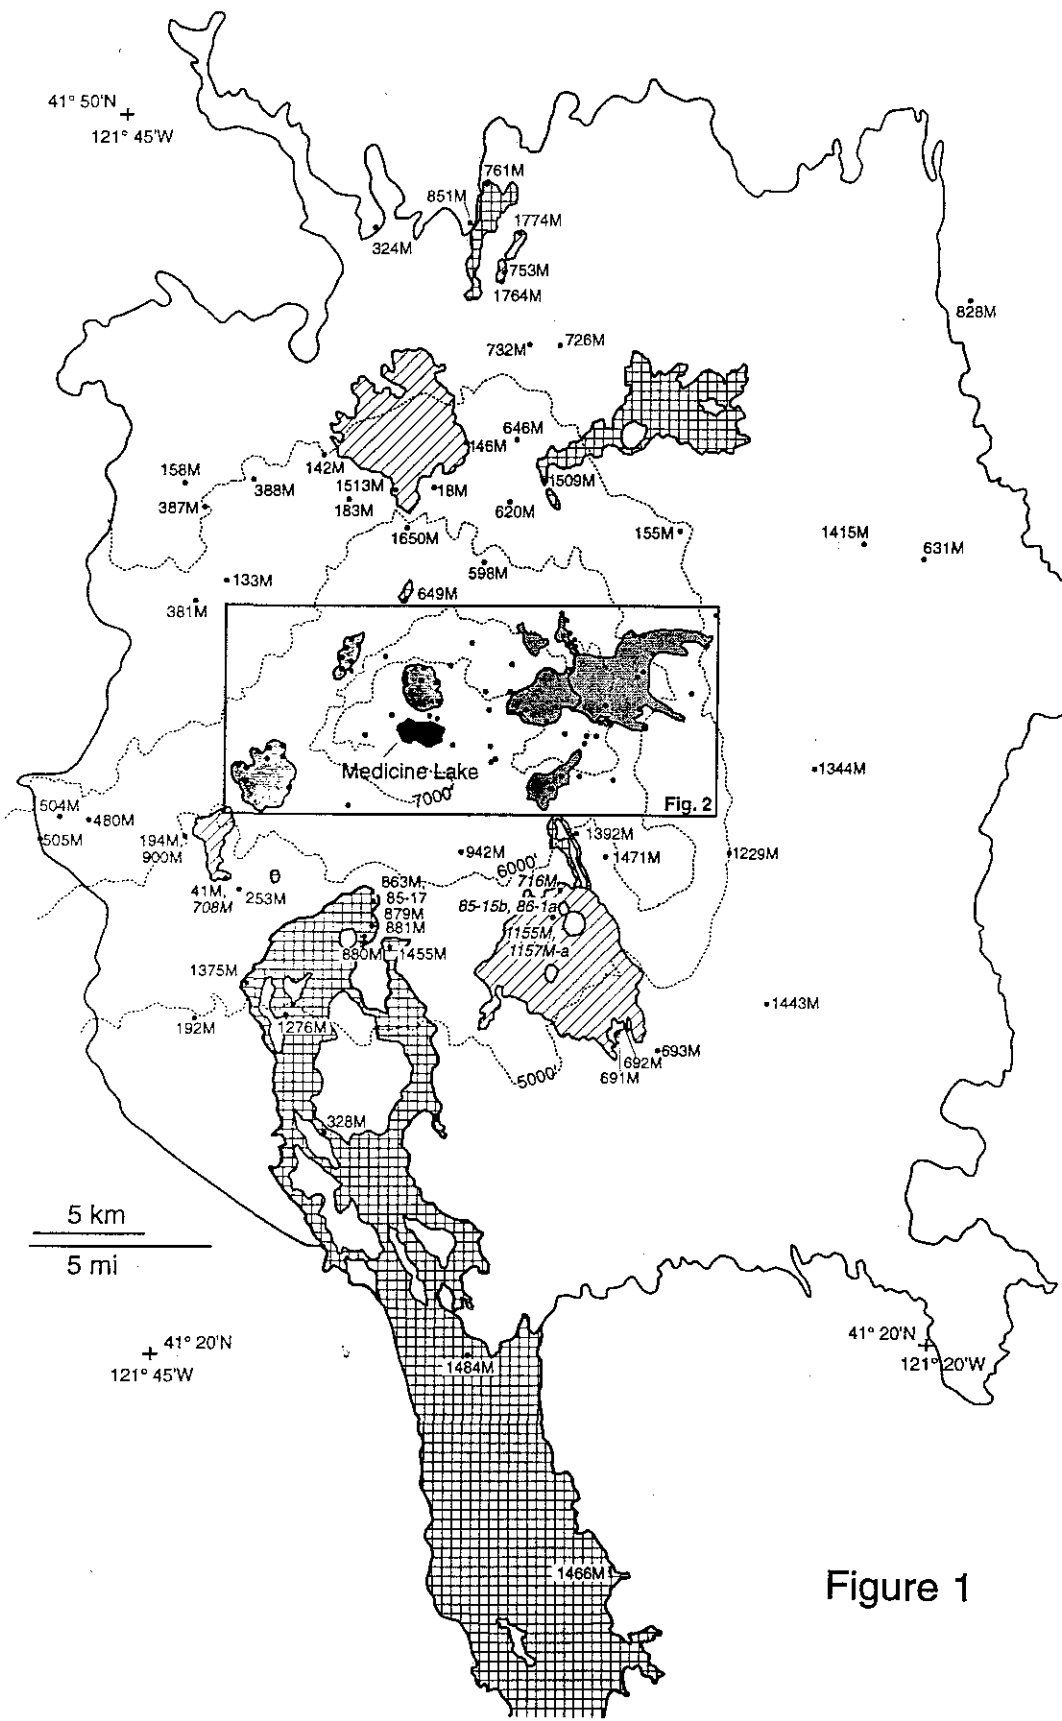 41° 50'N
121° 45'W
761M
851M
1774M
324M
753M
1764M
828M
732M
726M
646M
146M
142M
158M
388M
1513M
18M
1509M
387M
183M
620M
1650M
155M
1415M
631M
598M
133M
649M
381M
Medicine Lake
7000'
Fig. 2
1344M
504M
480M
505M
194M,
900M
1392M
942M
1471M
1229M
6000'
863M,
716M
41M,
708M
253M
85-17
85-15b, 86-1a
879M
881M
1155M,
1157M-a
880M
1455M
1375M
1443M
192M
1276M
693M
692M
691M
5000'
328M
5 km
5 mi
41° 20'N
121° 45'W
41° 20'N
121° 20'W
1484M
1466M
Figure 1